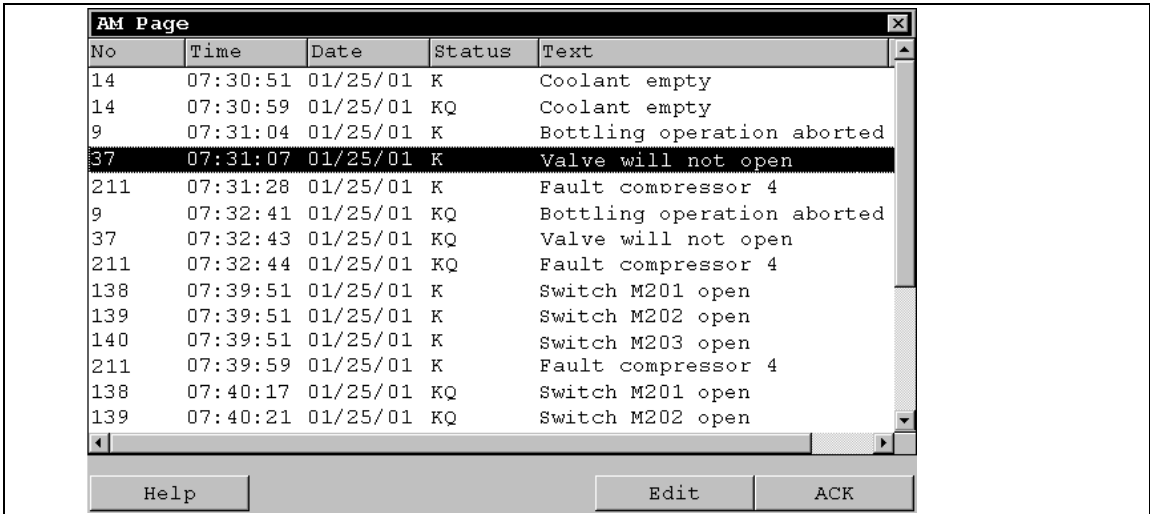 AM Page
No Time Date Status Text
14 07:30:51 01/25/01 K Coolant empty
14 07:30:59 01/25/01 KQ Coolant empty
9 07:31:04 01/25/01 K Bottling operation aborted
37 07:31:07 01/25/01 K Valve will not open
211 07:31:28 01/25/01 K Fault compressor 4
9 07:32:41 01/25/01 KQ Bottling operation aborted
37 07:32:43 01/25/01 KQ Valve will not open
211 07:32:44 01/25/01 KQ Fault compressor 4
138 07:39:51 01/25/01 K Switch M201 open
139 07:39:51 01/25/01 K Switch M202 open
140 07:39:51 01/25/01 K Switch M203 open
211 07:39:59 01/25/01 K Fault compressor 4
138 07:40:17 01/25/01 KQ Switch M201 open
139 07:40:21 01/25/01 KQ Switch M202 open
Help Edit ACK